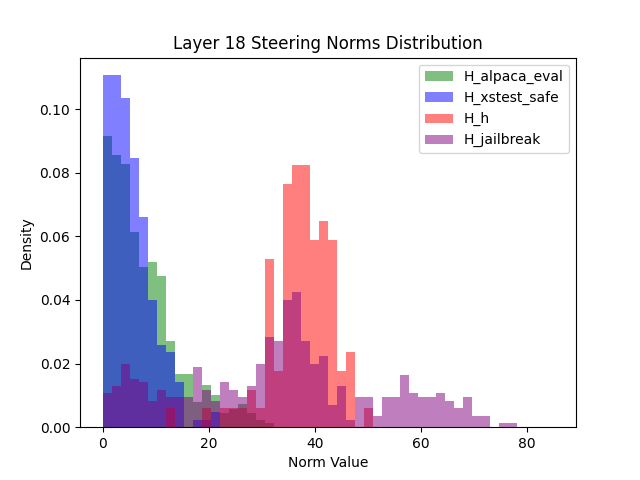 Layer 18 Steering Norms Distribution
H_alpaca_eval
H_xstest_safe
H_h
H_jailbreak
Density
0.10
0.08
0.06
0.04
0.02
0.00
0 20 40 60 80
Norm Value